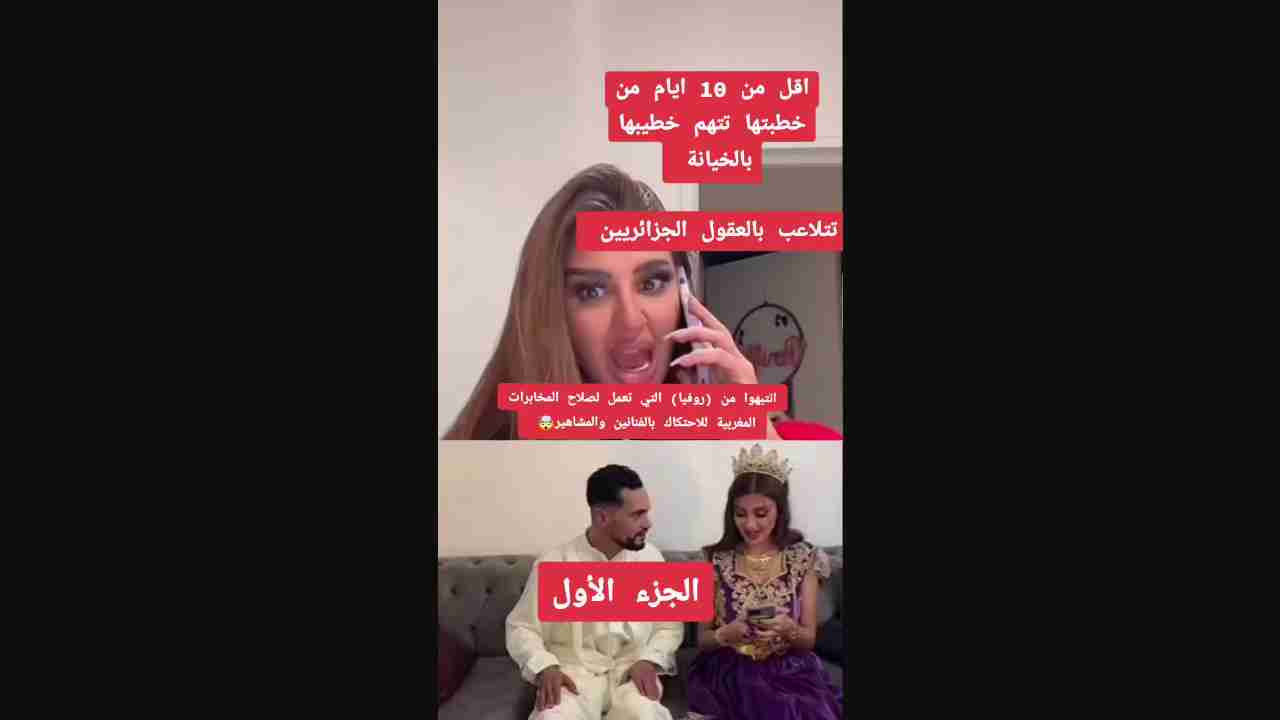 اقل من 10 ايام من
خطبتها تتهم خطيبها
بالخيانة
تتلاعب بالعقول الجزائريين
انتبهوا من (روفيا) التي تعمل لصلاح المخابرات
المغربية للاحتكاك بالفنانين والمشاهير🤯
الجزء الأول